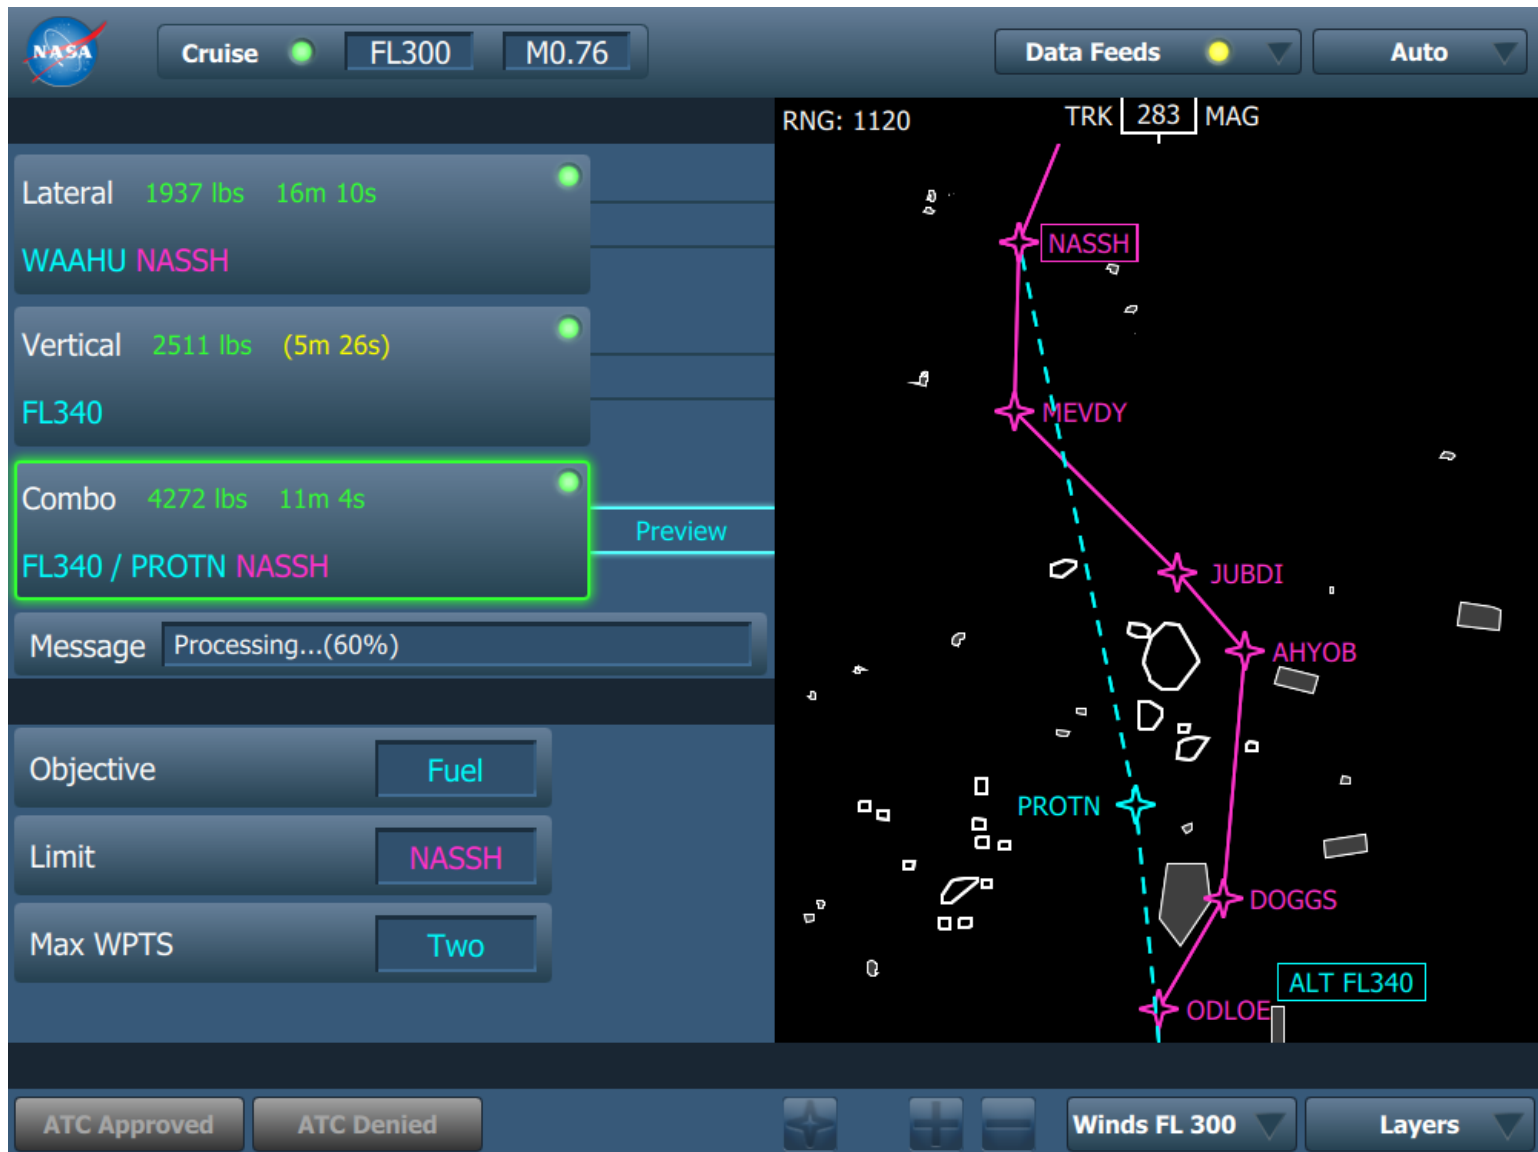 NASA
Cruise FL300 M0.76
Data Feeds
Auto
Lateral 1937 lbs 16m 10s
WAAHU NASSH
Vertical 2511 lbs (5m 26s)
FL340
Combo 4272 lbs 11m 4s
FL340 / PROTN NASSH
Preview
Message Processing...(60%)
Objective Fuel
Limit NASSH
Max WPTS Two
RNG: 1120
TRK 283 MAG
NASSH
MEVDY
JUBDI
AHYOB
PROTN
DOGGS
ALT FL340
ODLOE
ATC Approved
ATC Denied
Winds FL 300
Layers